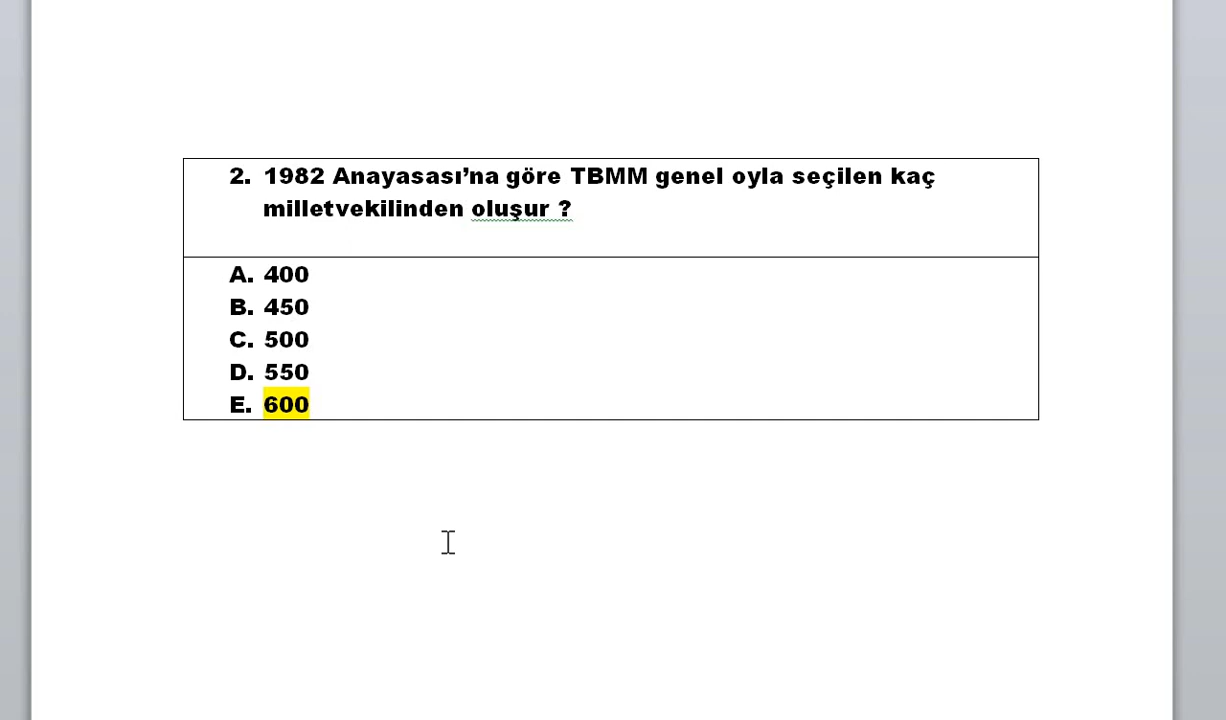 2. 1982 Anayasası’na göre TBMM genel oyla seçilen kaç
milletvekilinden oluşur ?
A. 400
B. 450
C. 500
D. 550
E. 600